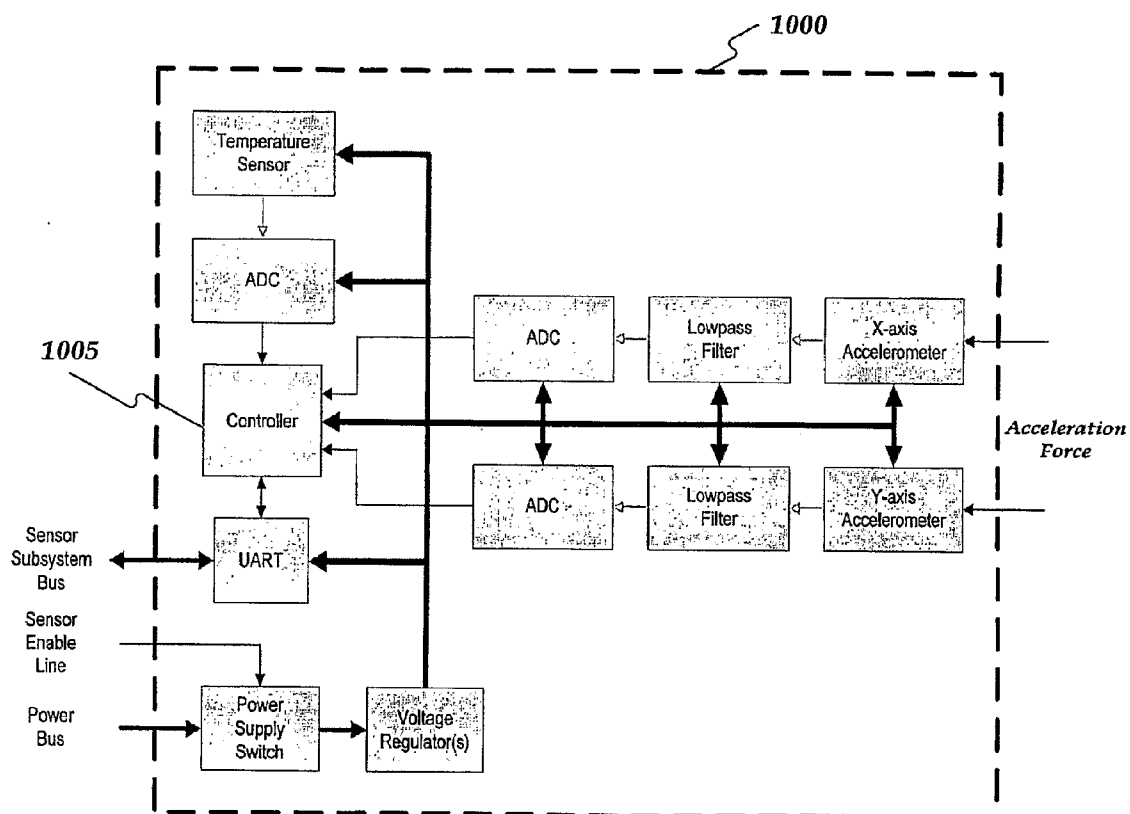 1000
Temperature
Sensor
ADC
1005
Controller
ADC
Lowpass
Filter
X-axis
Accelerometer
Acceleration
Force
ADC
Lowpass
Filter
Y-axis
Accelerometer
Sensor
Subsystem
Bus
UART
Sensor
Enable
Line
Power
Bus
Power
Supply
Switch
Voltage
Regulator(s)